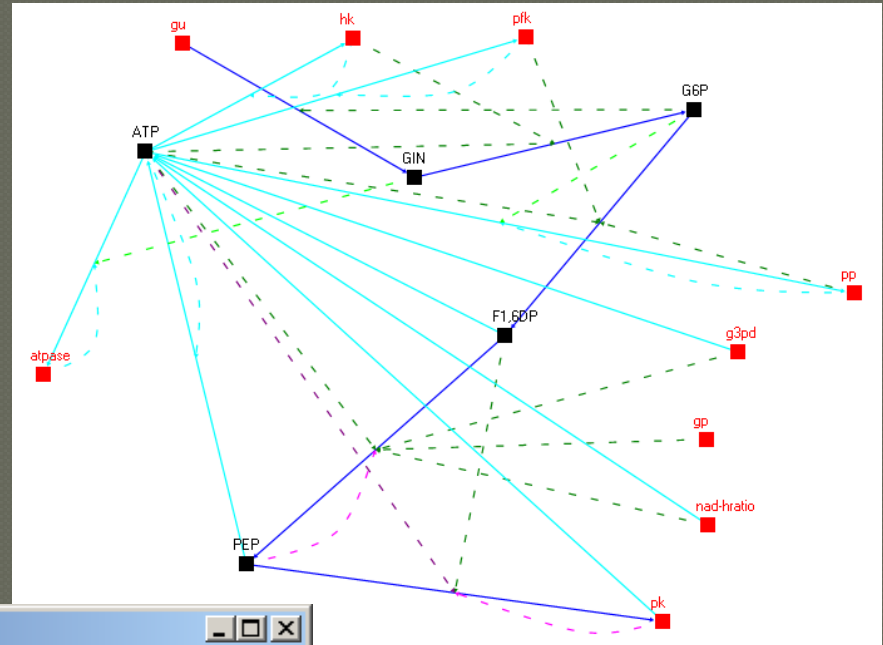 gu
hk
pfk
G6P
ATP
GIN
pp
F1,6DP
g3pd
atpase
gp
nad-hratio
PEP
pk